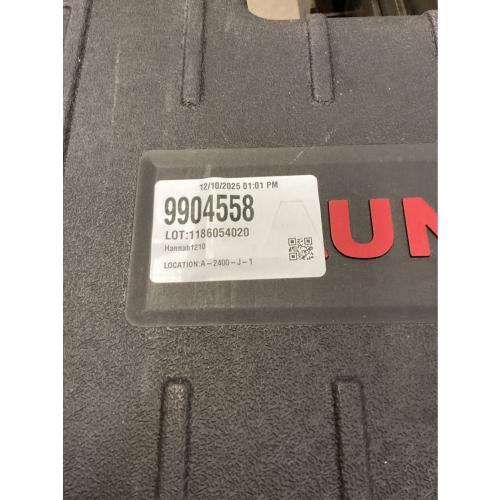 12/10/2025 01:01 PM
9904558
LOT:1186054020
Hannah1210
LOCATION:A-2400-J-1
UN